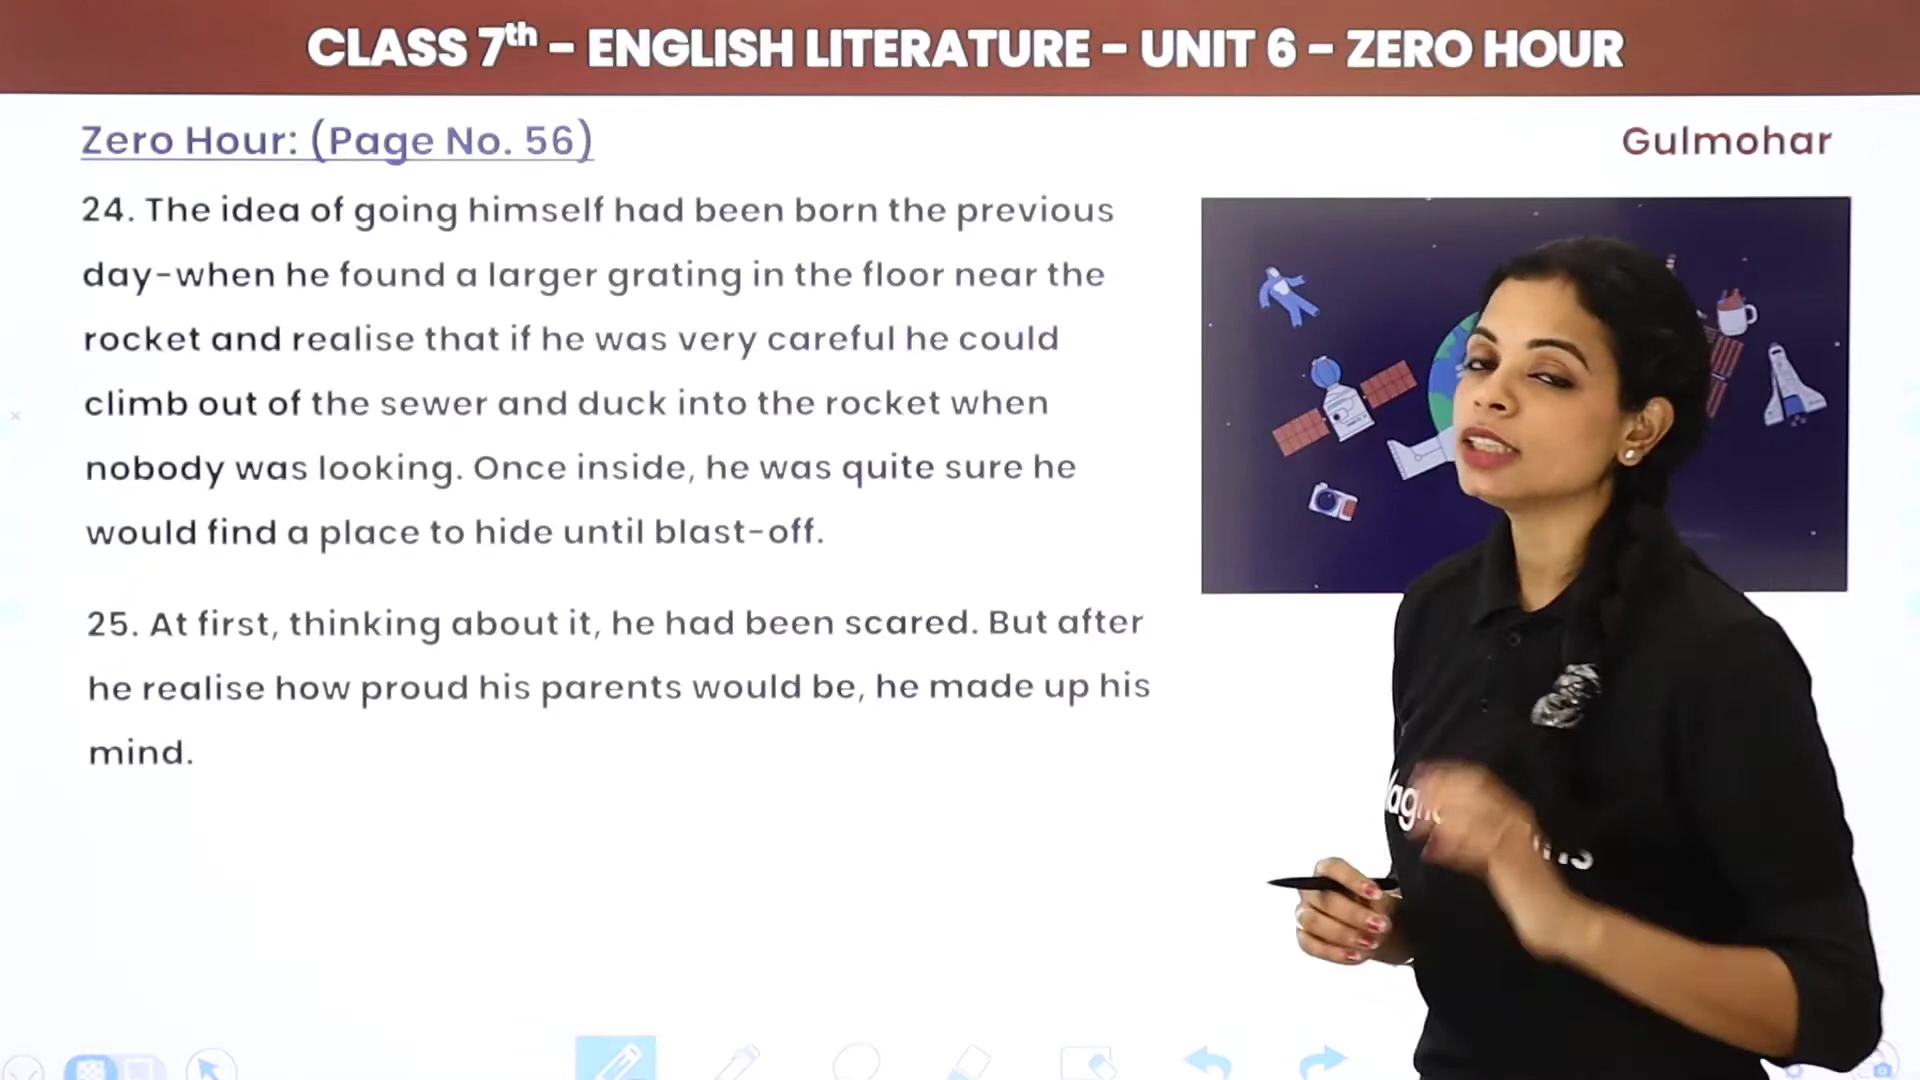 CLASS 7th - ENGLISH LITERATURE - UNIT 6 - ZERO HOUR
Zero Hour: (Page No. 56)
Gulmohar
24. The idea of going himself had been born the previous
day-when he found a larger grating in the floor near the
rocket and realise that if he was very careful he could
climb out of the sewer and duck into the rocket when
nobody was looking. Once inside, he was quite sure he
would find a place to hide until blast-off.
25. At first, thinking about it, he had been scared. But after
he realise how proud his parents would be, he made up his
mind.